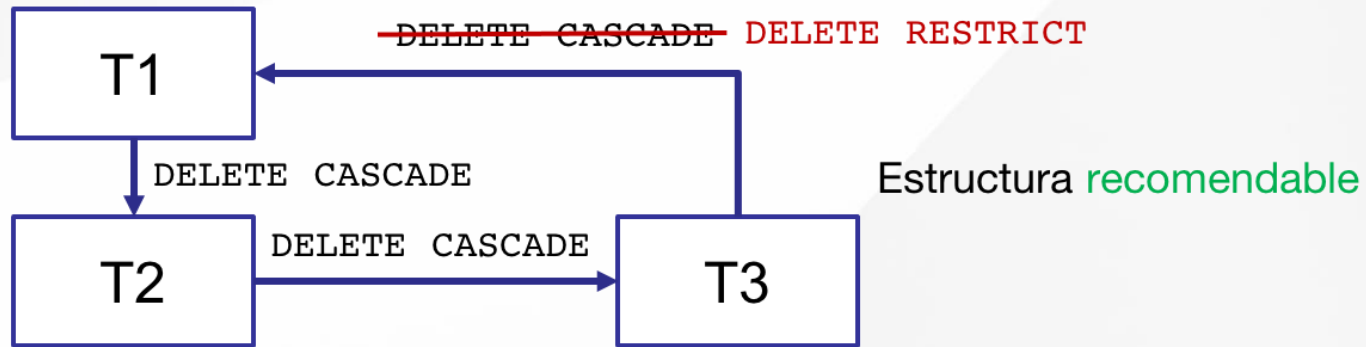 DELETE CASCADE DELETE RESTRICT
T1
DELETE CASCADE
Estructura recomendable
DELETE CASCADE
T2
T3